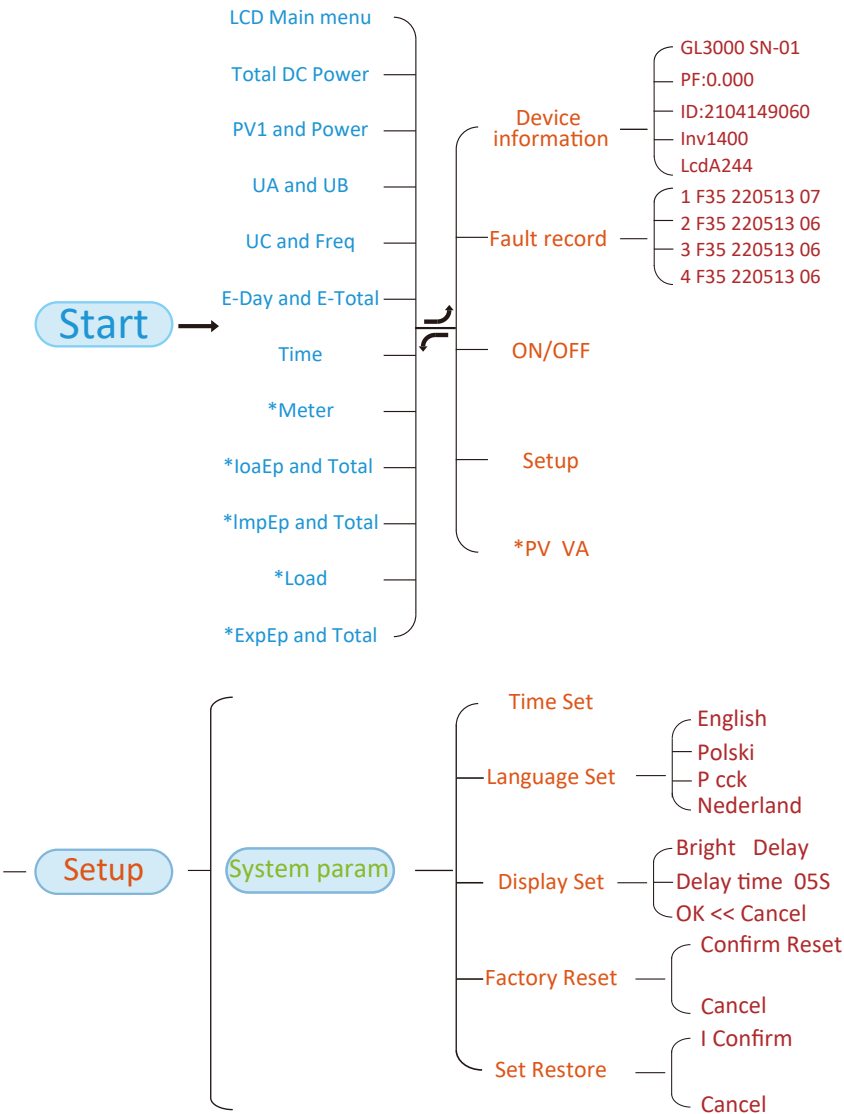 LCD Main menu
Total DC Power
PV1 and Power
UA and UB
UC and Freq
E-Day and E-Total
Start
Time
*Meter
*IoaEp and Total
*lmpEp and Total
*Load
*ExpEp and Total
Device
information
GL3000 SN-01
PF:0.000
ID:2104149060
Inv1400
LcdA244
Fault record
1 F35 220513 07
2 F35 220513 06
3 F35 220513 06
4 F35 220513 06
ON/OFF
Setup
*PV VA
Setup
System param
Time Set
Language Set
English
Polski
P cck
Nederland
Display Set
Bright Delay
Delay time 05S
OK << Cancel
Factory Reset
Confirm Reset
Cancel
Set Restore
I Confirm
Cancel